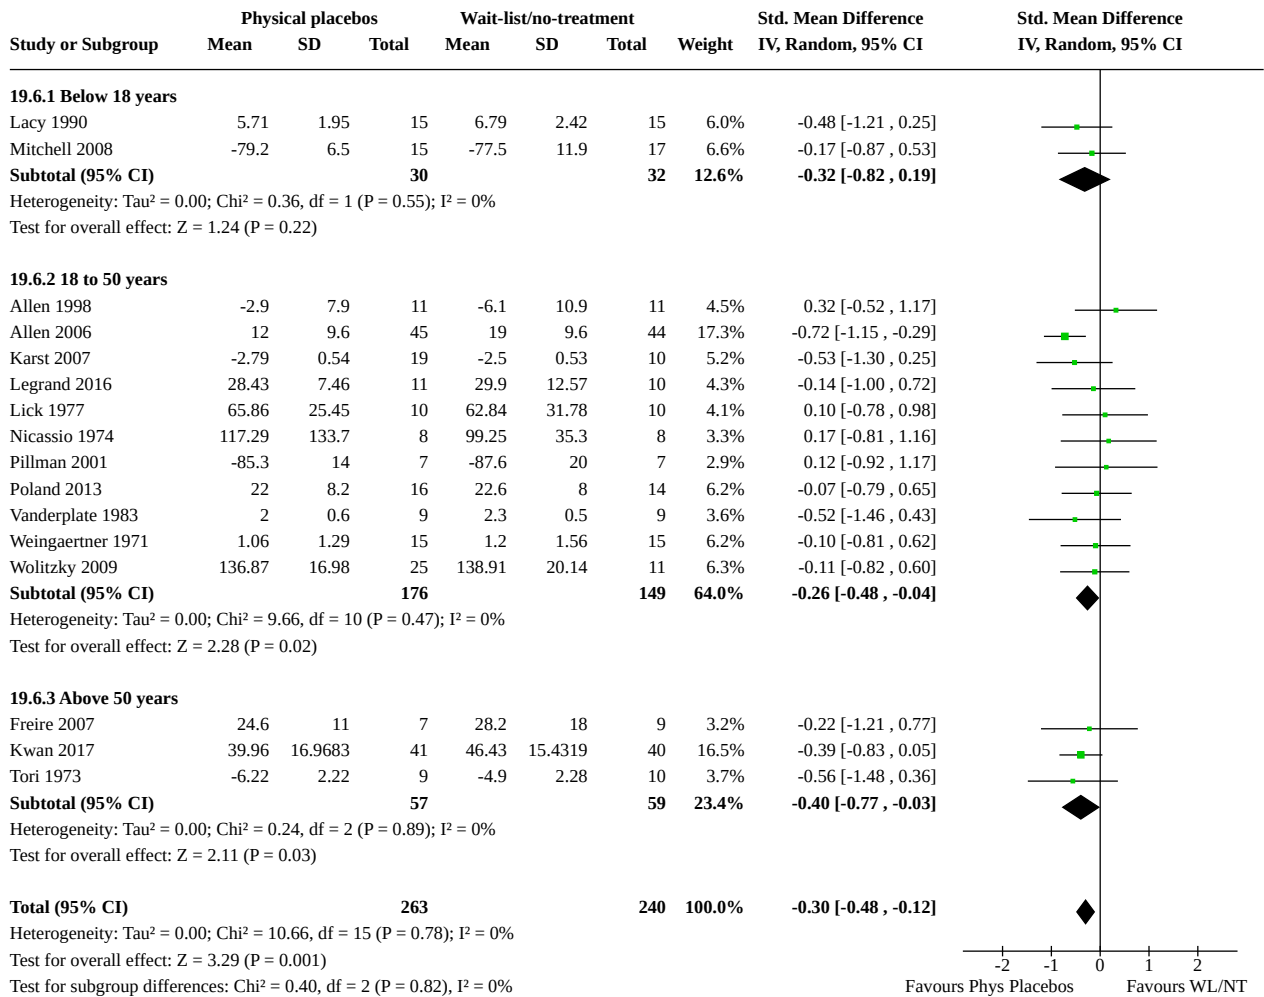 Physical placebos Wait-list/no-treatment Std. Mean Difference Std. Mean Difference
Study or Subgroup Mean SD Total Mean SD Total Weight IV, Random, 95% CI IV, Random, 95% CI
19.6.1 Below 18 years
Lacy 1990 5.71 1.95 15 6.79 2.42 15 6.0% -0.48 [-1.21 , 0.25]
Mitchell 2008 -79.2 6.5 15 -77.5 11.9 17 6.6% -0.17 [-0.87 , 0.53]
Subtotal (95% CI) 30 32 12.6% -0.32 [-0.82 , 0.19]
Heterogeneity: Tau² = 0.00; Chi² = 0.36, df = 1 (P = 0.55); I² = 0%
Test for overall effect: Z = 1.24 (P = 0.22)
19.6.2 18 to 50 years
Allen 1998 -2.9 7.9 11 -6.1 10.9 11 4.5% 0.32 [-0.52 , 1.17]
Allen 2006 12 9.6 45 19 9.6 44 17.3% -0.72 [-1.15 , -0.29]
Karst 2007 -2.79 0.54 19 -2.5 0.53 10 5.2% -0.53 [-1.30 , 0.25]
Legrand 2016 28.43 7.46 11 29.9 12.57 10 4.3% -0.14 [-1.00 , 0.72]
Lick 1977 65.86 25.45 10 62.84 31.78 10 4.1% 0.10 [-0.78 , 0.98]
Nicassio 1974 117.29 133.7 8 99.25 35.3 8 3.3% 0.17 [-0.81 , 1.16]
Pillman 2001 -85.3 14 7 -87.6 20 7 2.9% 0.12 [-0.92 , 1.17]
Poland 2013 22 8.2 16 22.6 8 14 6.2% -0.07 [-0.79 , 0.65]
Vanderplate 1983 2 0.6 9 2.3 0.5 9 3.6% -0.52 [-1.46 , 0.43]
Weingaertner 1971 1.06 1.29 15 1.2 1.56 15 6.2% -0.10 [-0.81 , 0.62]
Wolitzky 2009 136.87 16.98 25 138.91 20.14 11 6.3% -0.11 [-0.82 , 0.60]
Subtotal (95% CI) 176 149 64.0% -0.26 [-0.48 , -0.04]
Heterogeneity: Tau² = 0.00; Chi² = 9.66, df = 10 (P = 0.47); I² = 0%
Test for overall effect: Z = 2.28 (P = 0.02)
19.6.3 Above 50 years
Freire 2007 24.6 11 7 28.2 18 9 3.2% -0.22 [-1.21 , 0.77]
Kwan 2017 39.96 16.9683 41 46.43 15.4319 40 16.5% -0.39 [-0.83 , 0.05]
Tori 1973 -6.22 2.22 9 -4.9 2.28 10 3.7% -0.56 [-1.48 , 0.36]
Subtotal (95% CI) 57 59 23.4% -0.40 [-0.77 , -0.03]
Heterogeneity: Tau² = 0.00; Chi² = 0.24, df = 2 (P = 0.89); I² = 0%
Test for overall effect: Z = 2.11 (P = 0.03)
Total (95% CI) 263 240 100.0% -0.30 [-0.48 , -0.12]
Heterogeneity: Tau² = 0.00; Chi² = 10.66, df = 15 (P = 0.78); I² = 0%
Test for overall effect: Z = 3.29 (P = 0.001)
-2 -1 0 1 2
Test for subgroup differences: Chi² = 0.40, df = 2 (P = 0.82), I² = 0%
Favours Phys Placebo Favours WL/NT